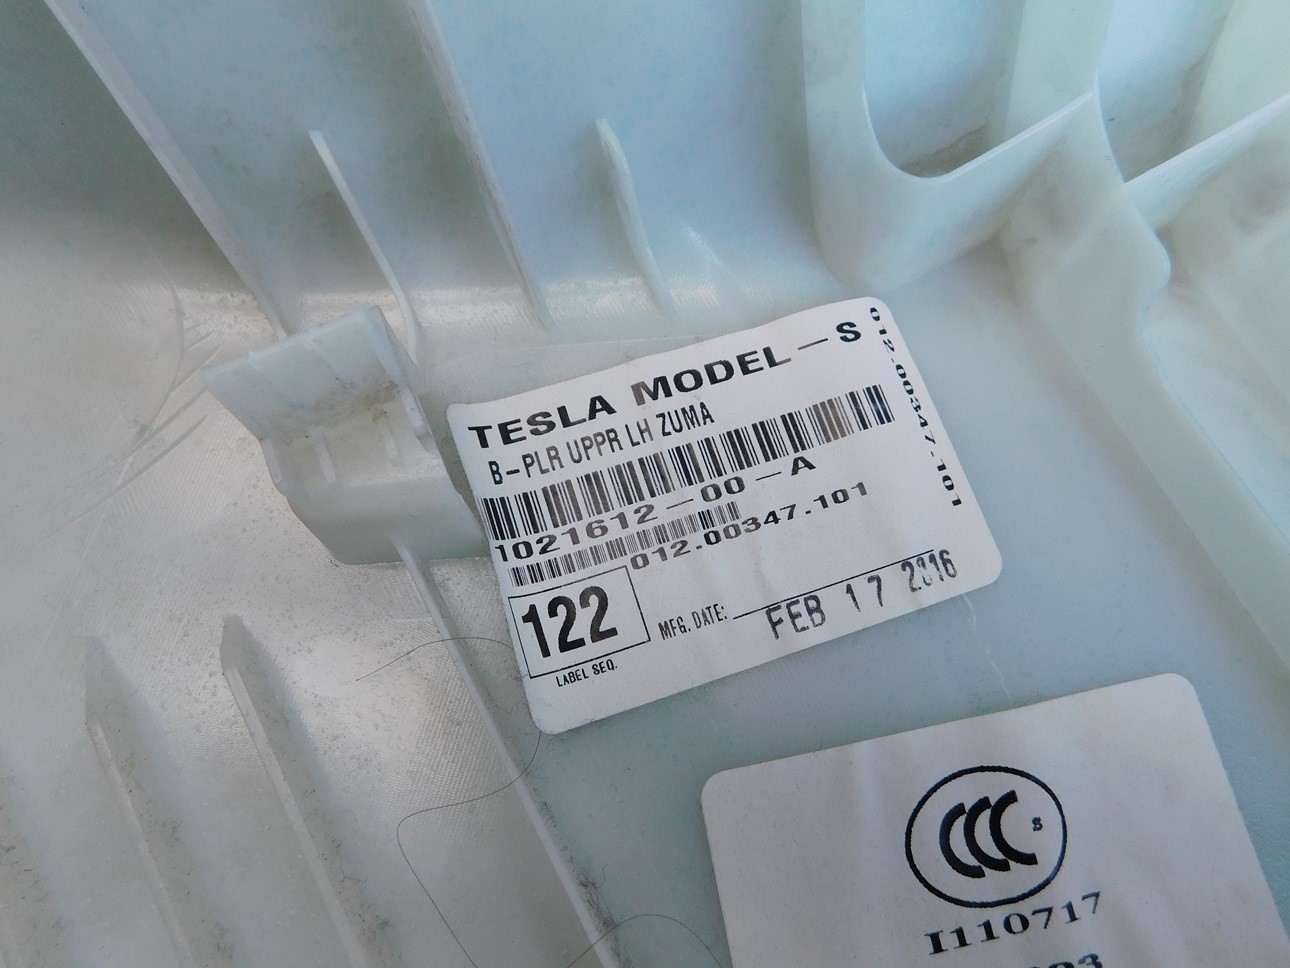 TESLA MODEL-S
B-PLR UPPR LH ZUMA
1021612-00-A
012.00347.101
012.00347.101
122
LABEL SEQ.
MFG. DATE: FEB 17 2016
CCC S
I110717